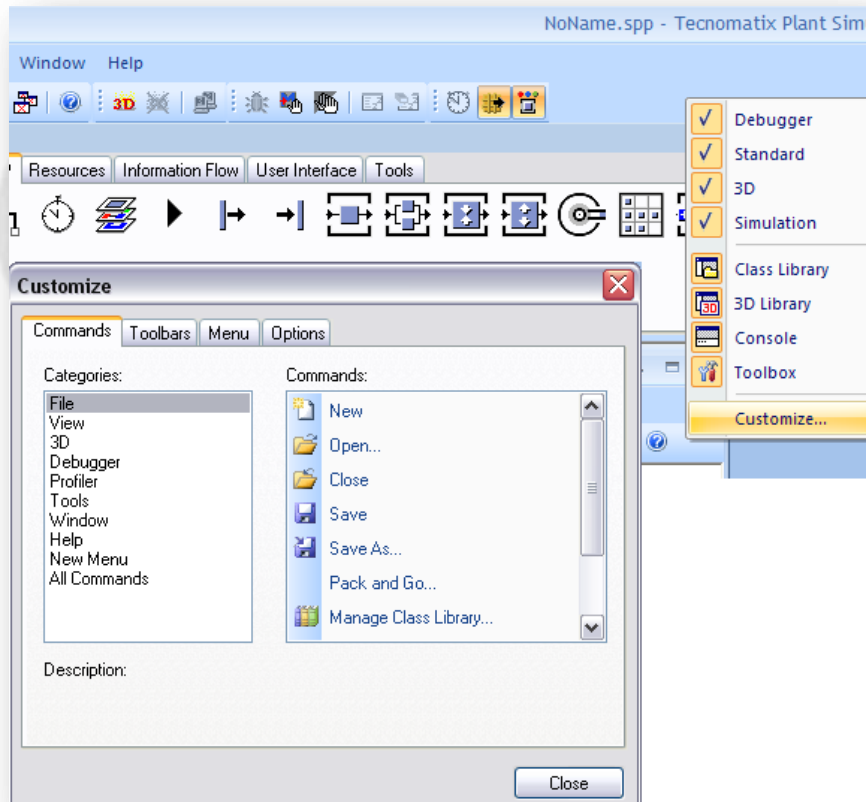 NoName.spp - Tecnomatix Plant Sim
Window Help
3D
Resources Information Flow User Interface Tools
Debugger
Standard
3D
Simulation
Class Library
3D Library
Console
Toolbox
Customize...
Customize
Commands Toolbars Menu Options
Categories:
File
View
3D
Debugger
Profiler
Tools
Window
Help
New Menu
All Commands
Commands:
New
Open...
Close
Save
Save As...
Pack and Go...
Manage Class Library...
Description:
Close